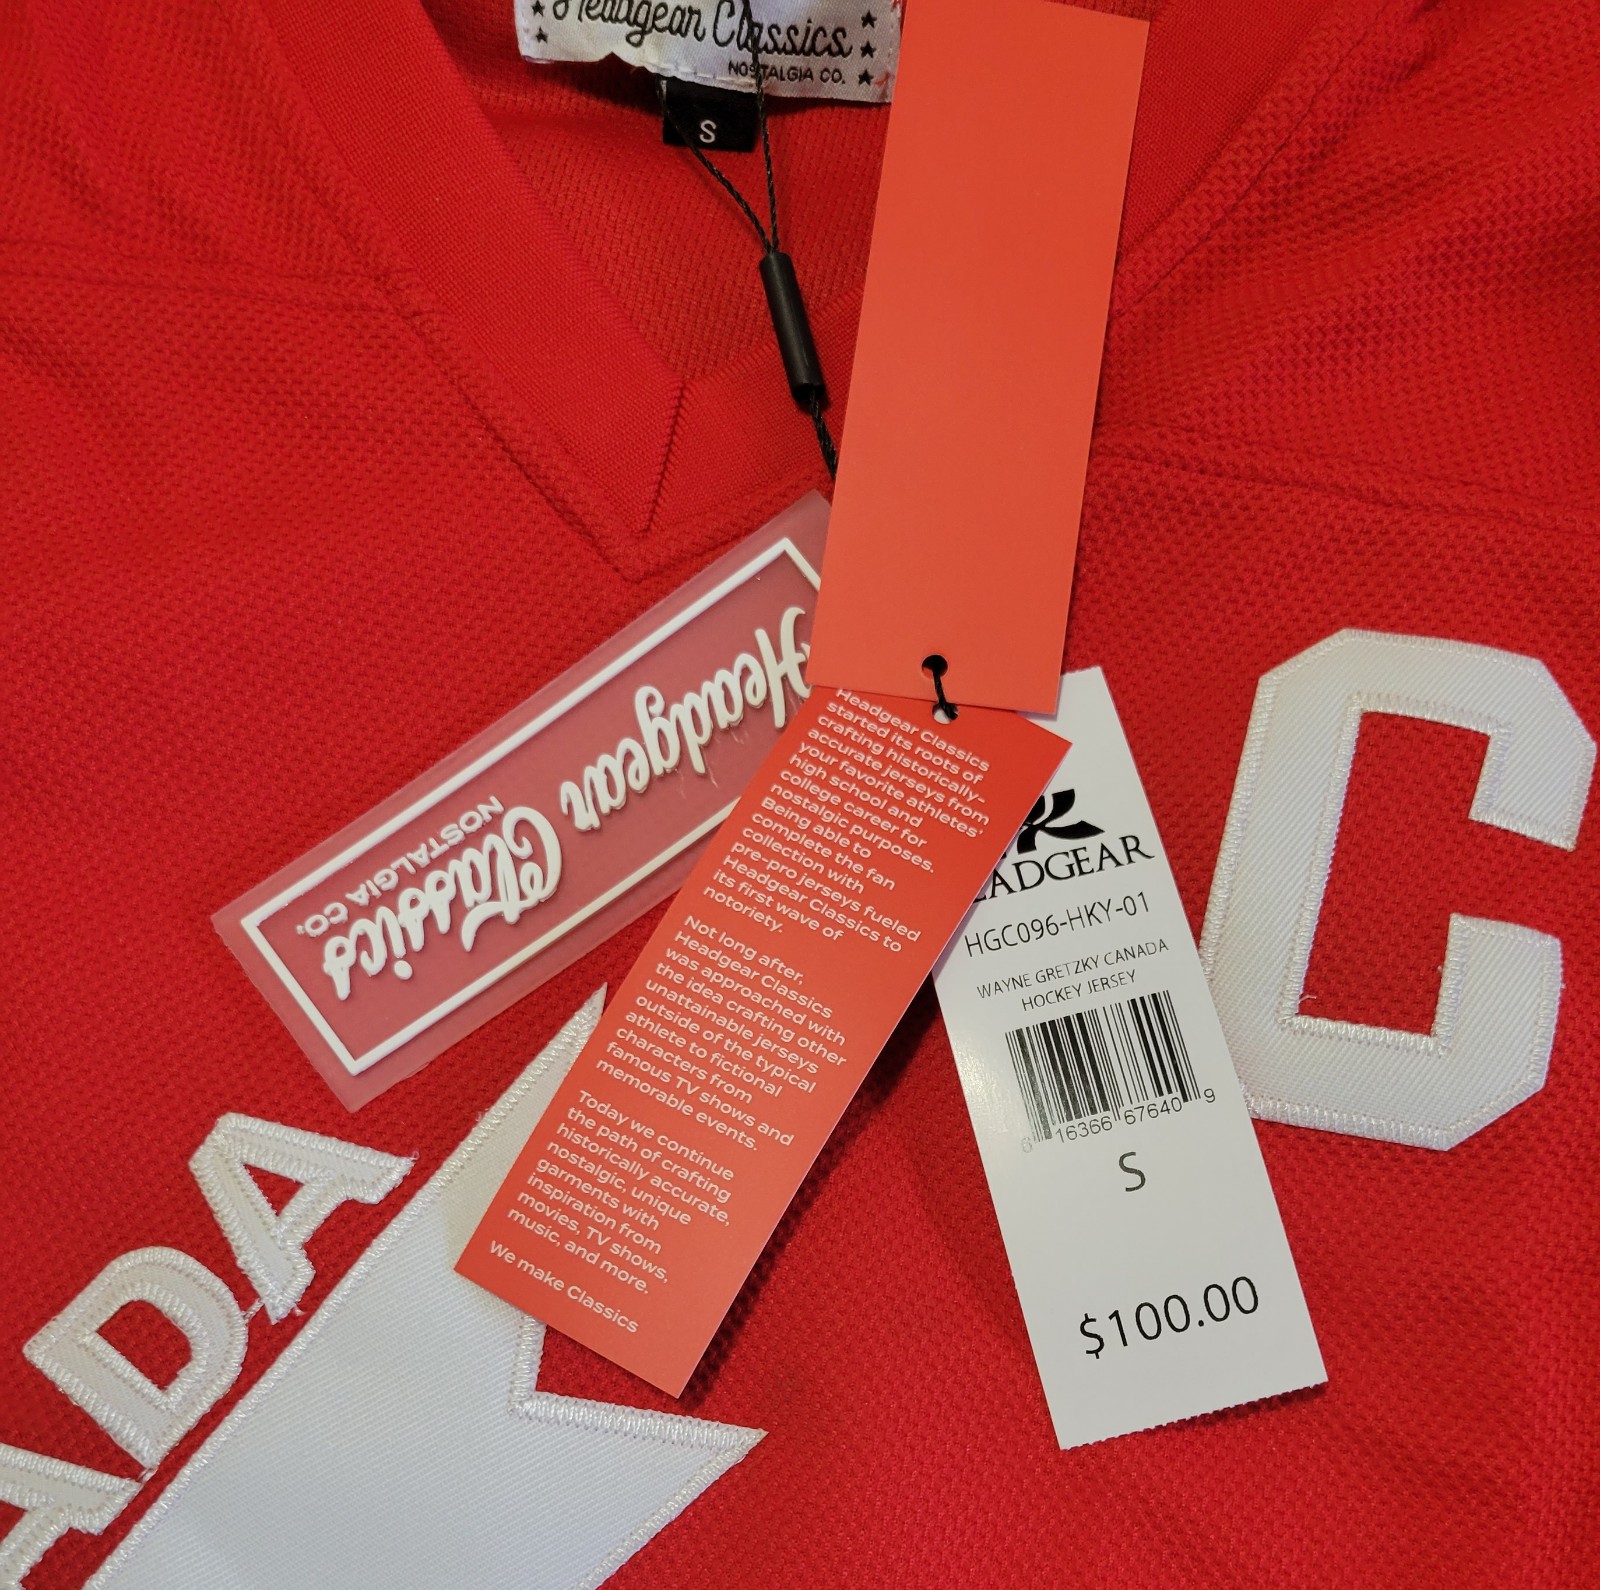 Headgear Classics
NOSTALGIA CO.
S
Headgear Classics
NOSTALGIA CO.
Headgear Classics
started its roots of
crafting historically-
accurate jerseys from
your favorite athletes'
high school and
college career for
nostalgic purposes.
Being able to
complete the fan
collection with
pre-pro jerseys fueled
Headgear Classics to
its first wave of
notoriety.
Not long after,
Headgear Classics
was approached with
the idea crafting other
unattainable jerseys
outside of the typical
athlete to fictional
characters from
famous TV shows and
memorable events.
Today we continue
the path of crafting
historically accurate,
nostalgic, unique
garments with
inspiration from
movies, TV shows,
music, and more.
We make Classics
EADGEAR
HGC096-HKY-01
WAYNE GRETZKY CANADA
HOCKEY JERSEY
6 16366 67640 9
S
$100.00
C
ADA